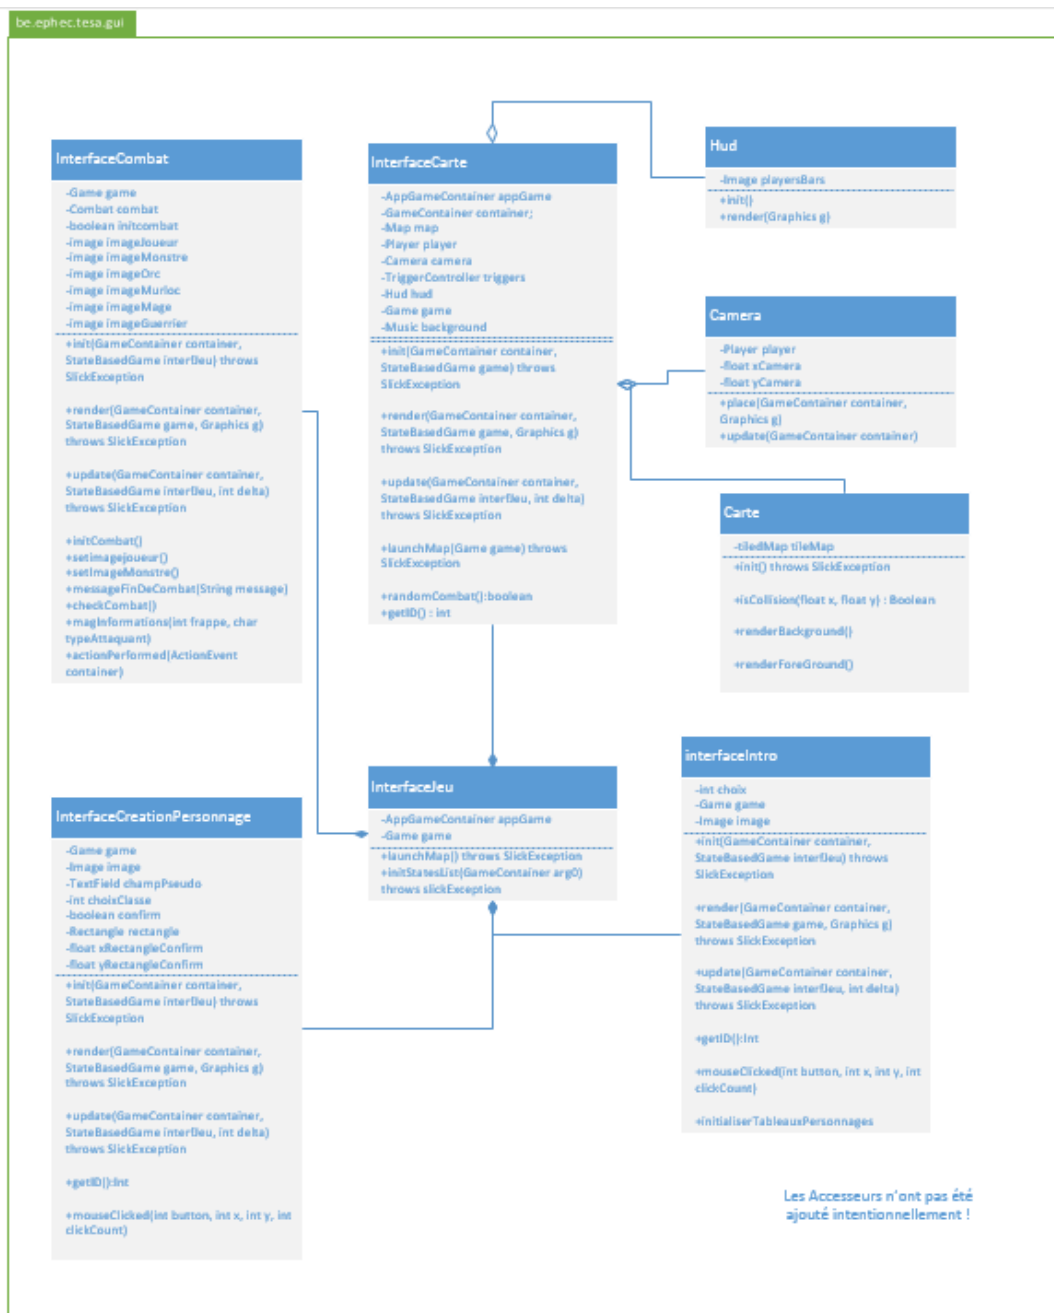 be.ephec.tesa.gui
InterfaceCombat
-Game game
-Combat combat
-boolean initcombat
-image imageJoueur
-image imageMonstre
-image imageOrc
-image imageMurloc
-image imageMage
-image imageGuerrier
+init(GameContainer container,
StateBasedGame interfJeu) throws
SlickException
+render(GameContainer container,
StateBasedGame game, Graphics g)
throws SlickException
+update(GameContainer container,
StateBasedGame interfJeu, int delta)
throws SlickException
+initCombat()
+setimagejoueur()
+setImageMonstre()
+messageFinDeCombat(String message)
+checkCombat()
+magInformations(int frappe, char
typeAttaquant)
+actionPerformed(ActionEvent
container)
InterfaceCarte
-AppGameContainer appGame
-GameContainer container;
-Map map
-Player player
-Camera camera
-TriggerController triggers
-Hud hud
-Game game
-Music background
+init(GameContainer container,
StateBasedGame game) throws
SlickException
+render(GameContainer container,
StateBasedGame game, Graphics g)
throws SlickException
+update(GameContainer container,
StateBasedGame interfJeu, int delta)
throws SlickException
+launchMap(Game game) throws
SlickException
+randomCombat():boolean
+getID() : int
Hud
-Image playersBars
+init()
+render(Graphics g)
Camera
-Player player
-float xCamera
-float yCamera
+place(GameContainer container,
Graphics g)
+update(GameContainer container)
Carte
-tiledMap tileMap
+init() throws SlickException
+isCollision(float x, float y) : Boolean
+renderBackground()
+renderForeGround()
InterfaceJeu
-AppGameContainer appGame
-Game game
+launchMap() throws SlickException
+initStatesList(GameContainer arg0)
throws slickException
interfaceIntro
-int choix
-Game game
-Image image
+init(GameContainer container,
StateBasedGame interfJeu) throws
SlickException
+render(GameContainer container,
StateBasedGame game, Graphics g)
throws SlickException
+update(GameContainer container,
StateBasedGame interfJeu, int delta)
throws SlickException
+getID():Int
+mouseClicked(int button, int x, int y, int
clickCount)
+initialiserTableauxPersonnages
InterfaceCreationPersonnage
-Game game
-Image image
-TextField champPseudo
-int choixClasse
-boolean confirm
-Rectangle rectangle
-float xRectangleConfirm
-float yRectangleConfirm
+init(GameContainer container,
StateBasedGame interfJeu) throws
SlickException
+render(GameContainer container,
StateBasedGame game, Graphics g)
throws SlickException
+update(GameContainer container,
StateBasedGame interfJeu, int delta)
throws SlickException
+getID():Int
+mouseClicked(int button, int x, int y, int
clickCount)
Les Accesseurs n'ont pas été
ajouté intentionnellement !